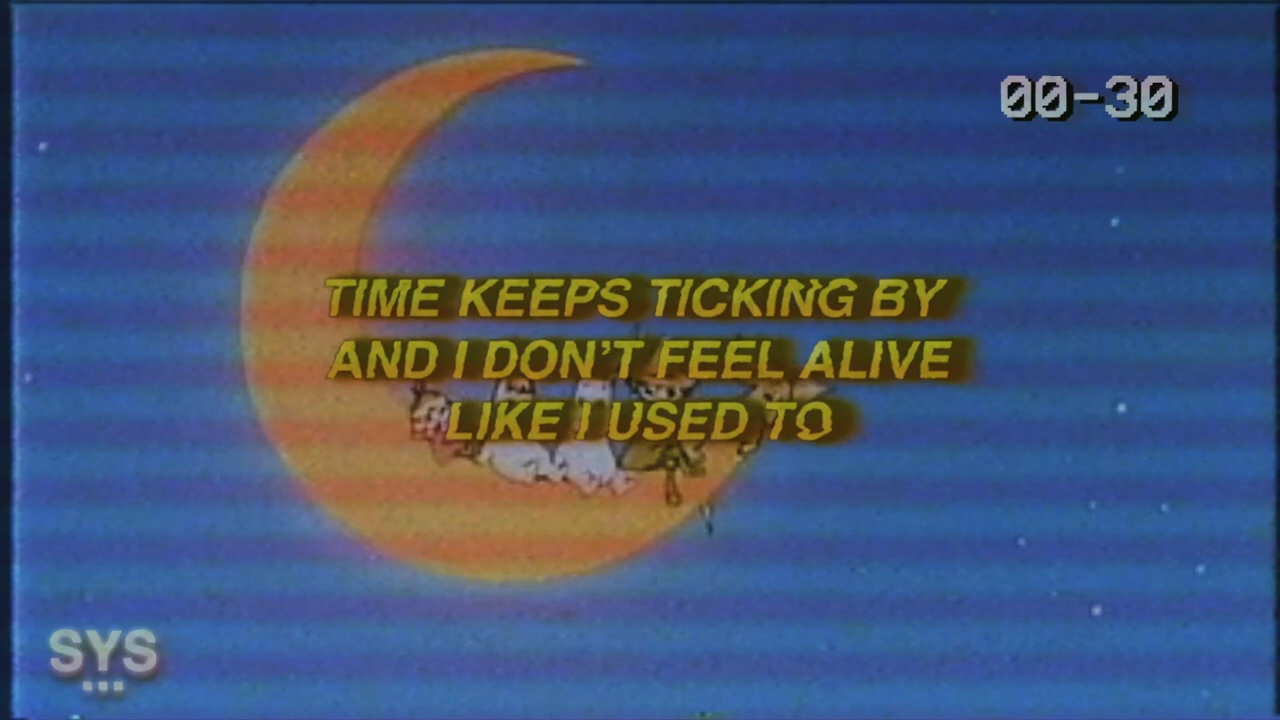 00-30
TIME KEEPS TICKING BY
AND I DON'T FEEL ALIVE
LIKE I USED TO
SYS